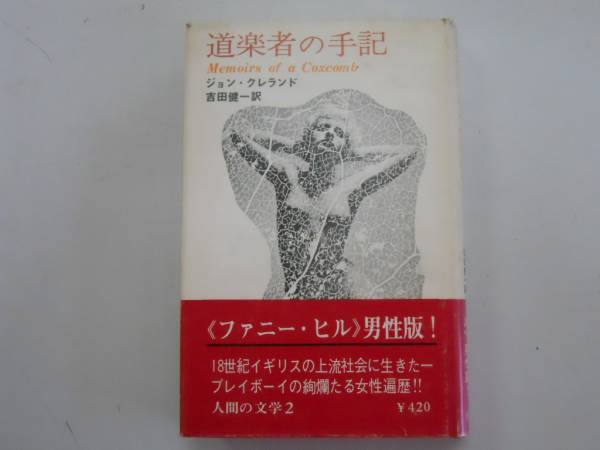 道楽者の手記
Memoirs of a Coxcomb
ジョン・クレランド
吉田健一訳
《ファニー・ヒル》男性版!
18世紀イギリスの上流社会に生きた一
プレイボーイの絢爛たる女性遍歴!!
人間の文学2 ¥420